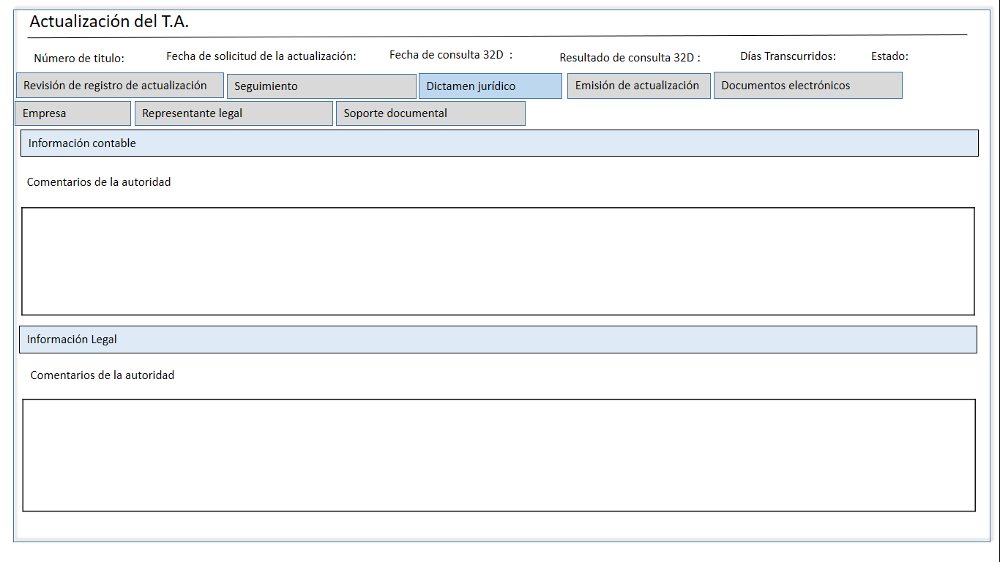 Actualización del T.A.
Número de titulo: Fecha de solicitud de la actualización: Fecha de consulta 32D : Resultado de consulta 32D : Días Transcurridos: Estado:
Revisión de registro de actualización Seguimiento Dictamen jurídico Emisión de actualización Documentos electrónicos
Empresa Representante legal Soporte documental
Información contable
Comentarios de la autoridad
Información Legal
Comentarios de la autoridad